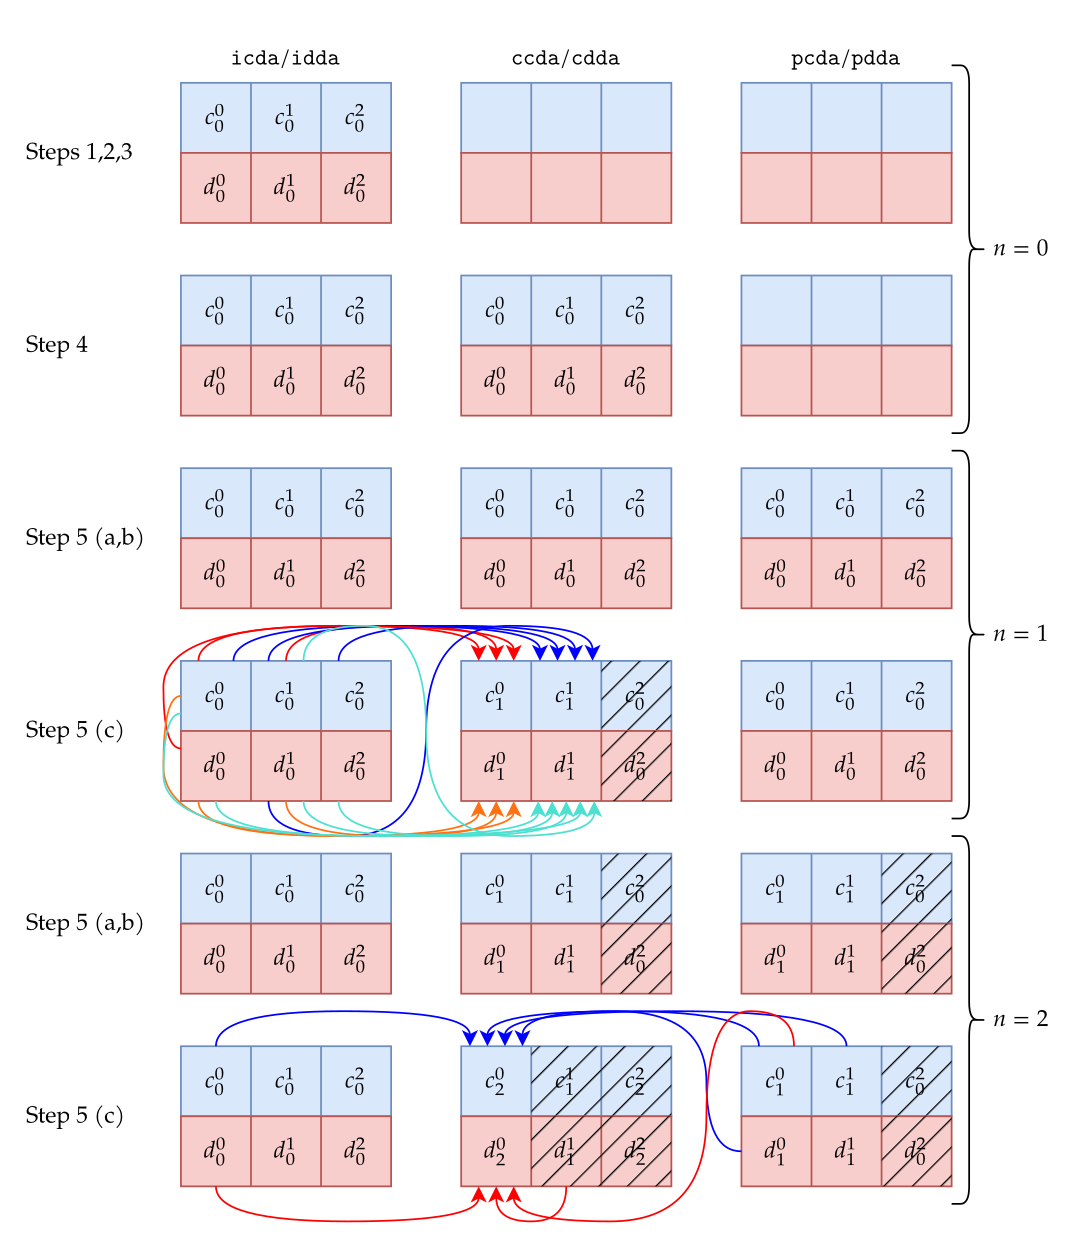 icda/idda ccda/cdda pcda/pdda
c_0^0 c_0^1 c_0^2
Steps 1,2,3
d_0^0 d_0^1 d_0^2
n = 0
c_0^0 c_0^1 c_0^2 c_0^0 c_0^1 c_0^2
Step 4
d_0^0 d_0^1 d_0^2 d_0^0 d_0^1 d_0^2
c_0^0 c_0^1 c_0^2 c_0^0 c_0^1 c_0^2 c_0^0 c_0^1 c_0^2
Step 5 (a,b)
d_0^0 d_0^1 d_0^2 d_0^0 d_0^1 d_0^2 d_0^0 d_0^1 d_0^2
n = 1
c_0^0 c_0^1 c_0^2 c_1^0 c_1^1 c_0^2 c_0^0 c_0^1 c_0^2
Step 5 (c)
d_0^0 d_0^1 d_0^2 d_1^0 d_1^1 d_0^2 d_0^0 d_0^1 d_0^2
c_0^0 c_0^1 c_0^2 c_1^0 c_1^1 c_0^2 c_1^0 c_1^1 c_0^2
Step 5 (a,b)
d_0^0 d_0^1 d_0^2 d_1^0 d_1^1 d_0^2 d_1^0 d_1^1 d_0^2
n = 2
c_0^0 c_0^1 c_0^2 c_2^0 c_1^1 c_2^2 c_1^0 c_1^1 c_0^2
Step 5 (c)
d_0^0 d_0^1 d_0^2 d_2^0 d_1^1 d_2^2 d_1^0 d_1^1 d_0^2